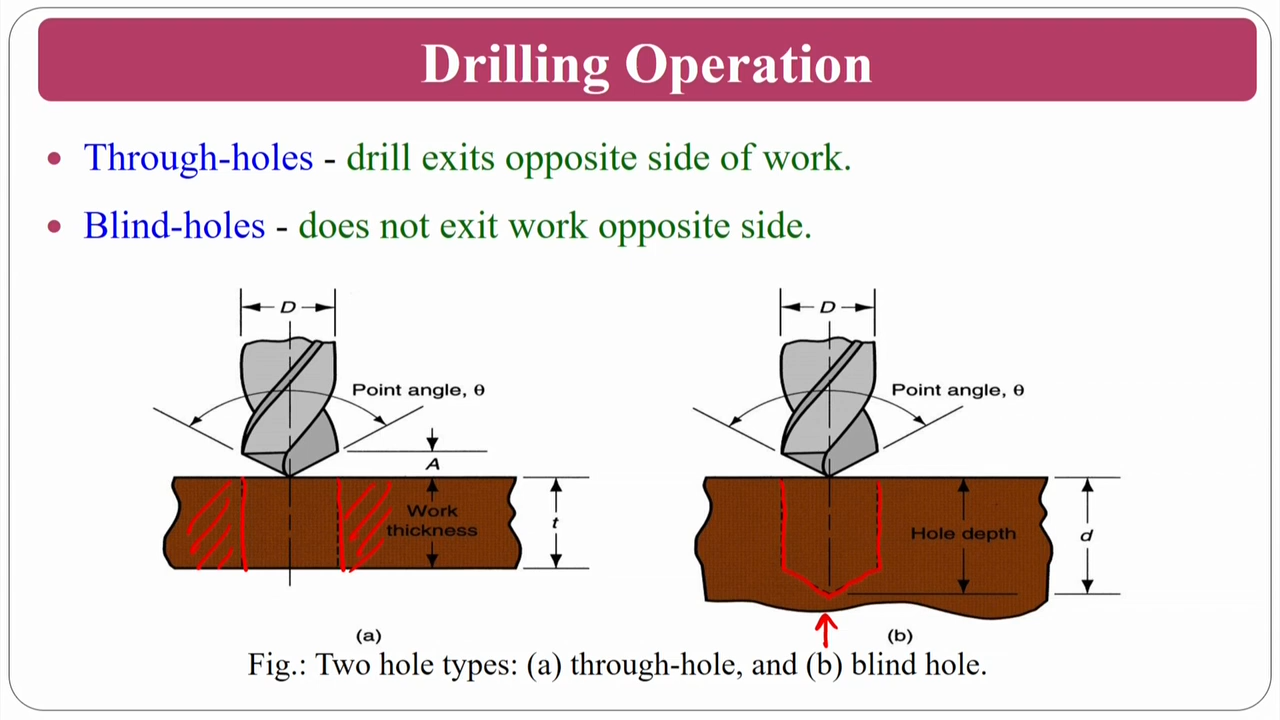 Drilling Operation
• Through-holes - drill exits opposite side of work.
• Blind-holes - does not exit work opposite side.
D
Point angle, θ
A
Work
thickness
t
(a)
D
Point angle, θ
Hole depth
d
(b)
Fig.: Two hole types: (a) through-hole, and (b) blind hole.